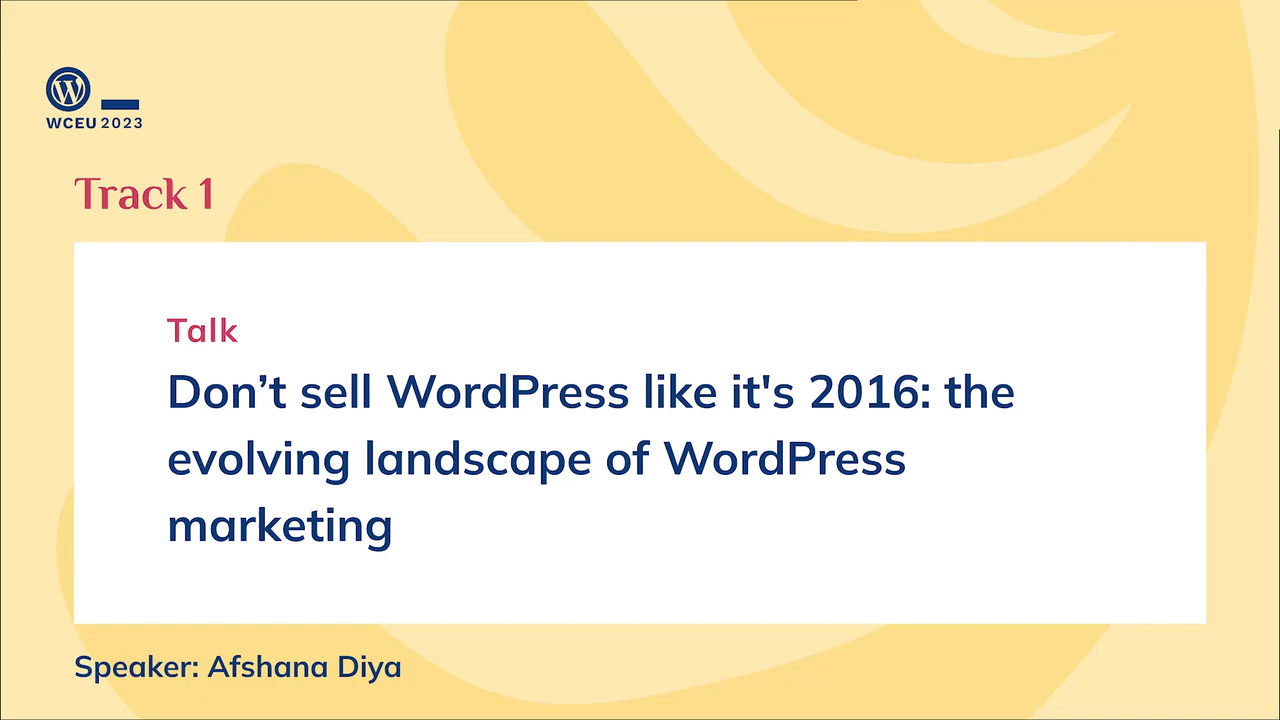 WCEU 2023
Track 1
Talk
Don’t sell WordPress like it's 2016: the
evolving landscape of WordPress
marketing
Speaker: Afshana Diya